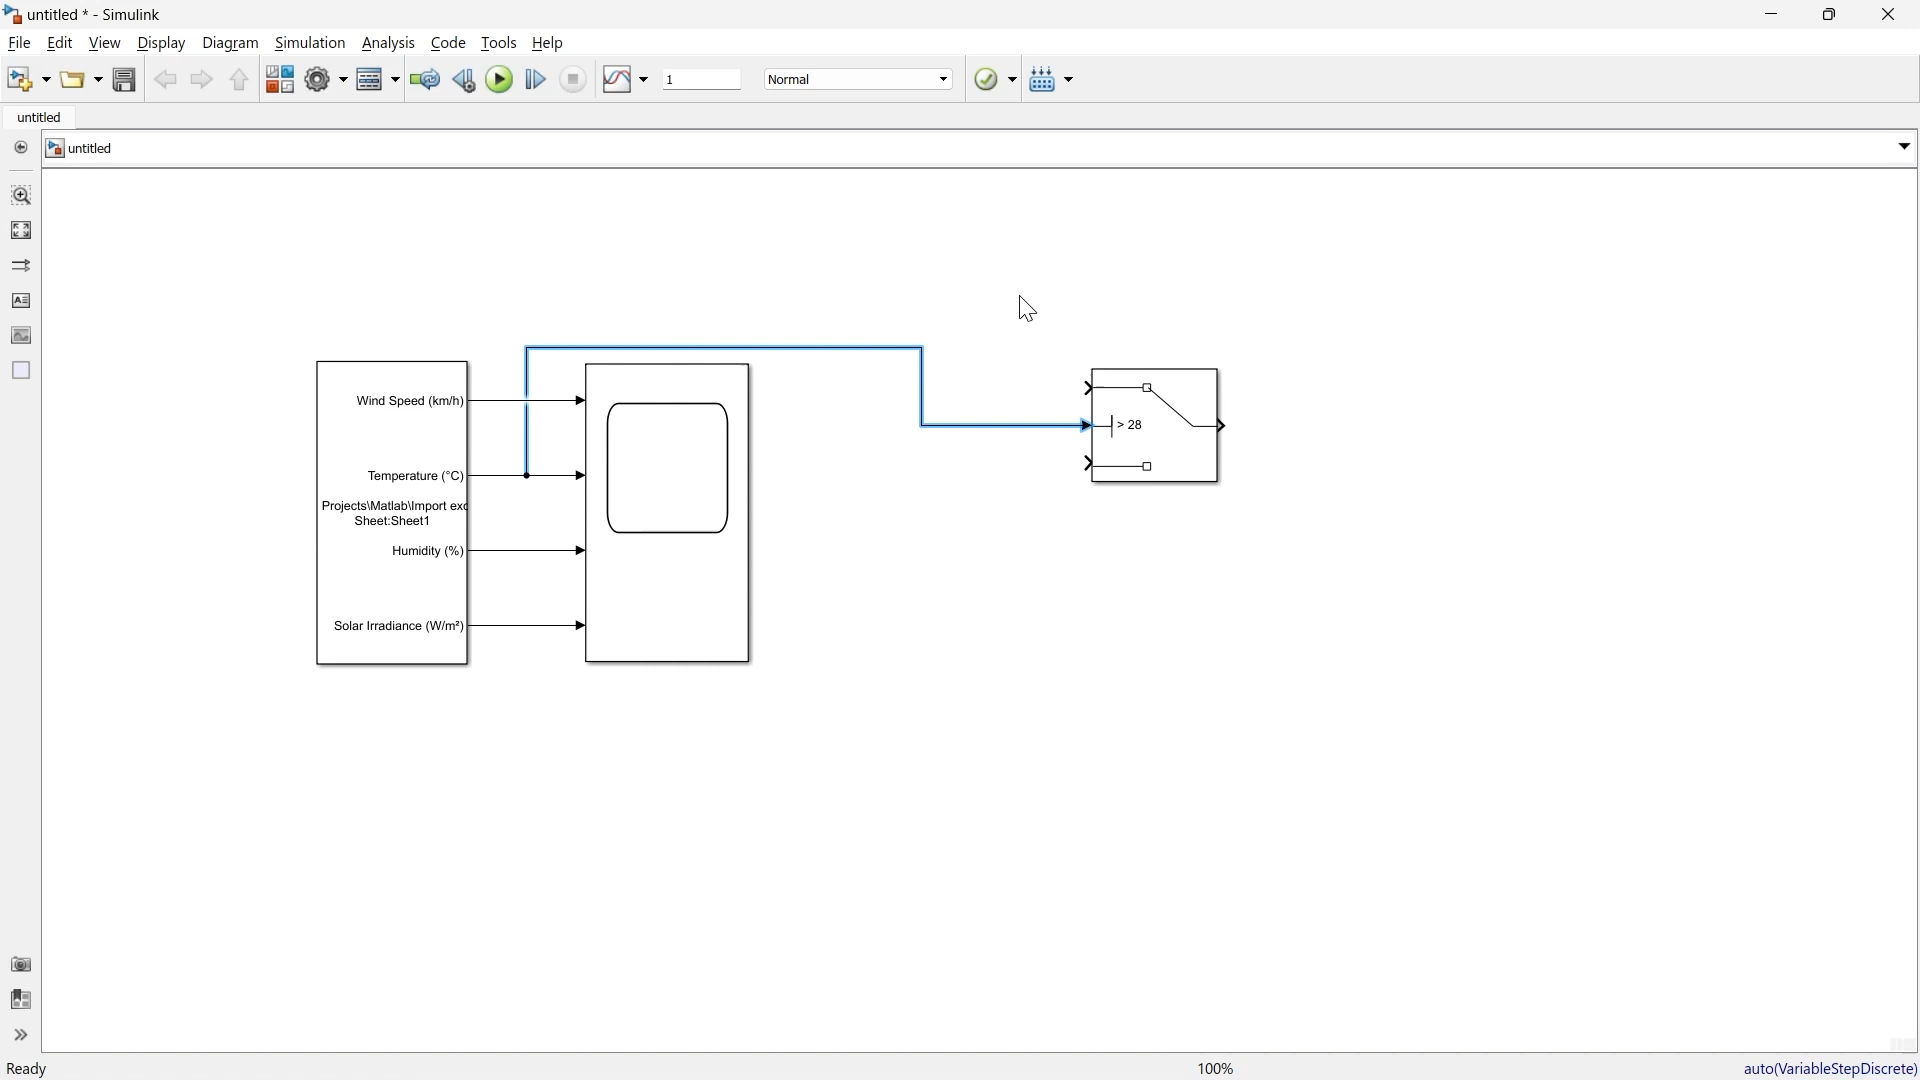 untitled * - Simulink
File Edit View Display Diagram Simulation Analysis Code Tools Help
1 Normal
untitled
untitled
Wind Speed (km/h)
Temperature (°C)
Projects\Matlab\Import exc
Sheet:Sheet1
Humidity (%)
Solar Irradiance (W/m²)
> 28
Ready 100% auto(VariableStepDiscrete)